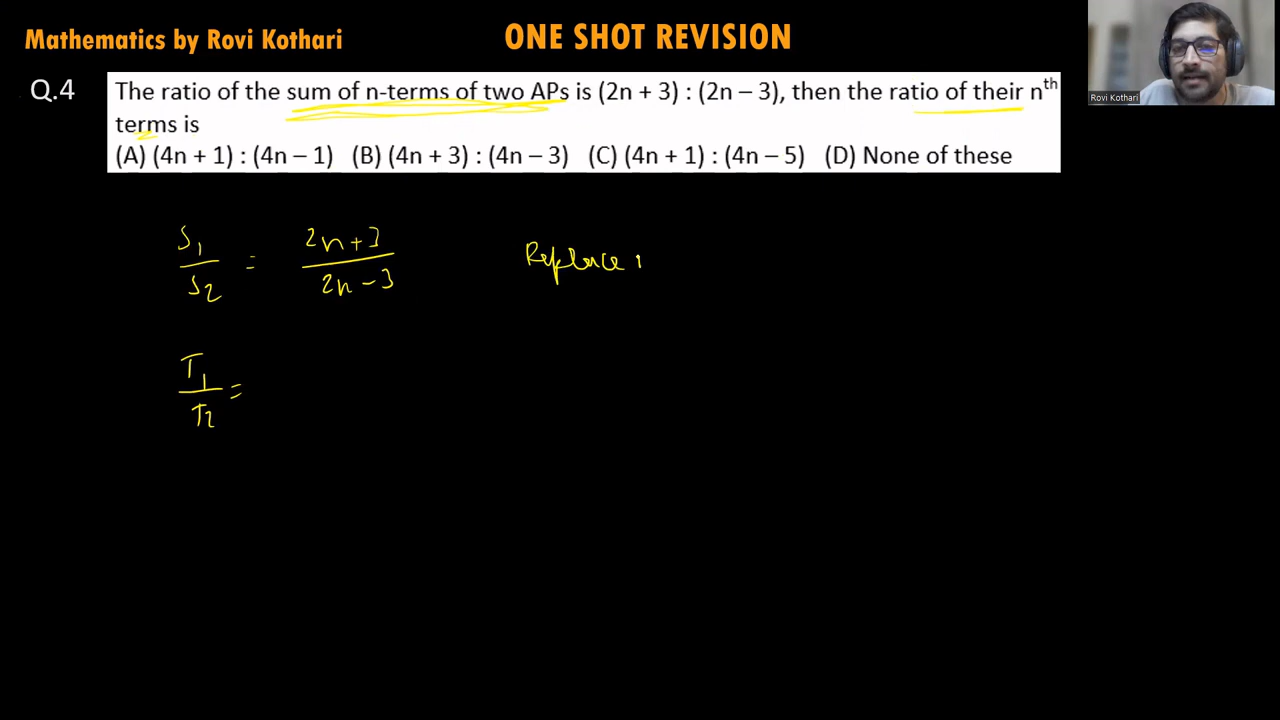 Mathematics by Rovi Kothari
ONE SHOT REVISION
Rovi Kothari
Q.4
The ratio of the sum of n-terms of two APs is (2n + 3) : (2n – 3), then the ratio of their nᵗʰ
terms is
(A) (4n + 1) : (4n – 1) (B) (4n + 3) : (4n – 3) (C) (4n + 1) : (4n – 5) (D) None of these
S₁/S₂ = 2n+3/2n-3
Replace
T₁/T₂ =